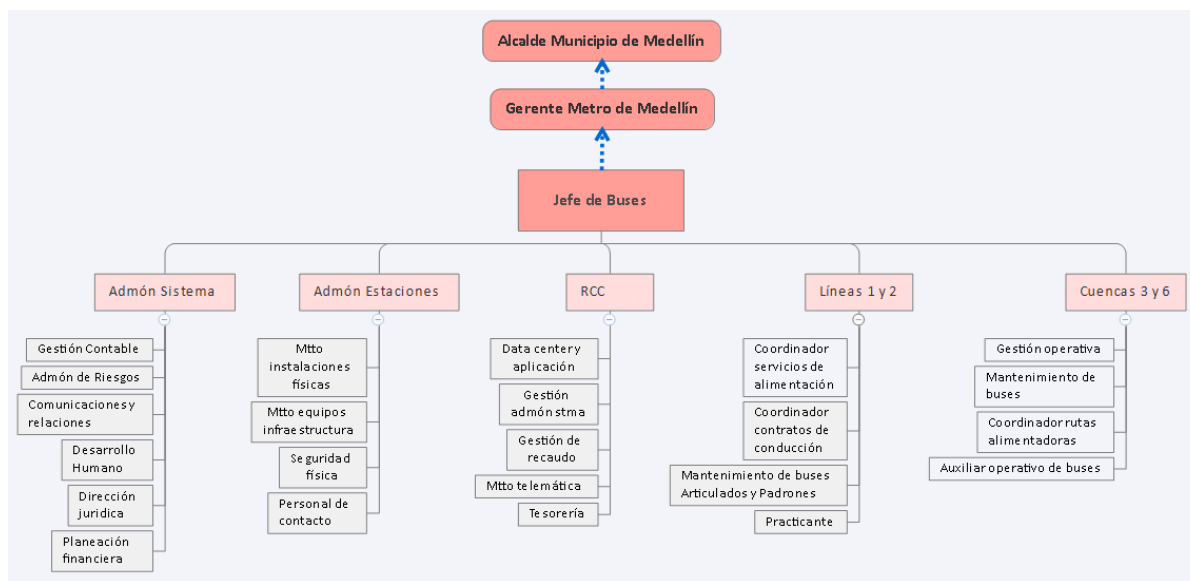 Alcalde Municipio de Medellín
Gerente Metro de Medellín
Jefe de Buses
Admón Sistema
Gestión Contable
Admón de Riesgos
Comunicaciones y
relaciones
Desarrollo
Humano
Dirección
juridica
Planeación
financiera
Admón Estaciones
Mtto
instalaciones
físicas
Mtto equipos
infraestructura
Seguridad
física
Personal de
contacto
RCC
Data center y
aplicación
Gestión
admón stma
Gestión de
recaudo
Mtto telemática
Tesorería
Líneas 1 y 2
Coordinador
servicios de
alimentación
Coordinador
contratos de
conducción
Mantenimiento de buses
Articulados y Padrones
Practicante
Cuencas 3 y 6
Gestión operativa
Mantenimiento de
buses
Coordinador rutas
alimentadoras
Auxiliar operativo de buses